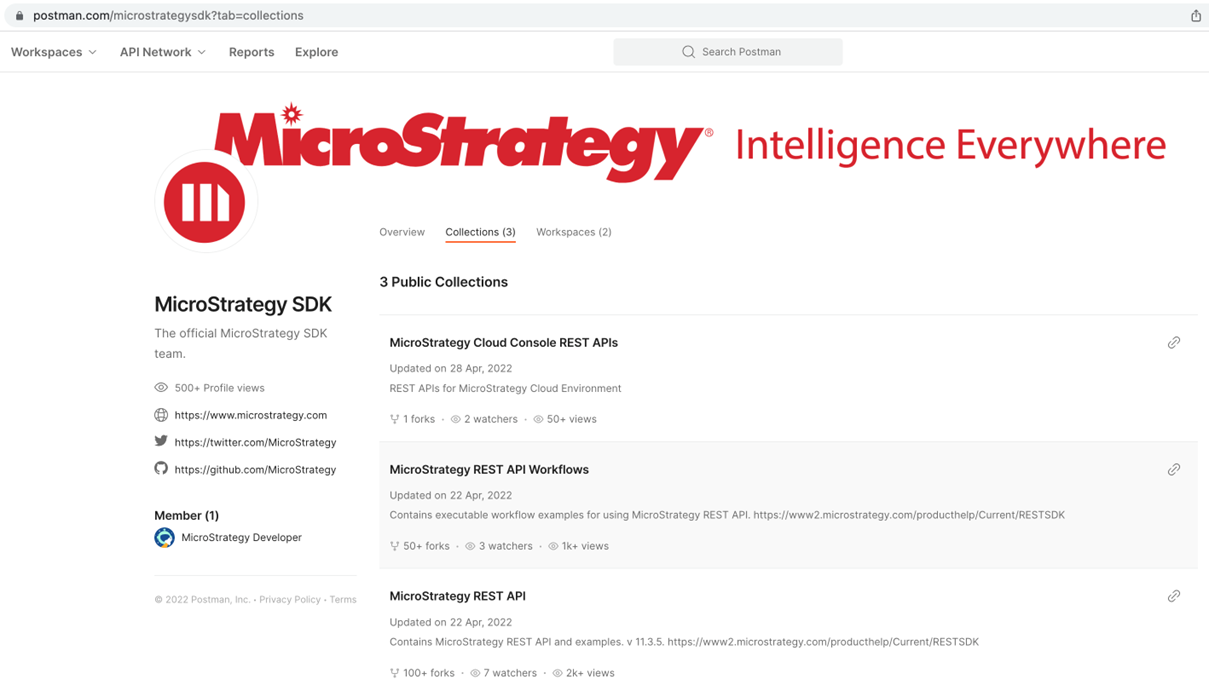 postman.com/microstrategysdk?tab=collections
Workspaces API Network Reports Explore Search Postman
MicroStrategy® Intelligence Everywhere
Overview Collections (3) Workspaces (2)
3 Public Collections
MicroStrategy SDK
The official MicroStrategy SDK
team.
500+ Profile views
https://www.microstrategy.com
https://twitter.com/MicroStrategy
https://github.com/MicroStrategy
Member (1)
MicroStrategy Developer
© 2022 Postman, Inc. • Privacy Policy • Terms
MicroStrategy Cloud Console REST APIs
Updated on 28 Apr, 2022
REST APIs for MicroStrategy Cloud Environment
1 forks · 2 watchers · 50+ views
MicroStrategy REST API Workflows
Updated on 22 Apr, 2022
Contains executable workflow examples for using MicroStrategy REST API. https://www2.microstrategy.com/producthelp/Current/RESTSDK
50+ forks · 3 watchers · 1k+ views
MicroStrategy REST API
Updated on 22 Apr, 2022
Contains MicroStrategy REST API and examples. v 11.3.5. https://www2.microstrategy.com/producthelp/Current/RESTSDK
100+ forks · 7 watchers · 2k+ views